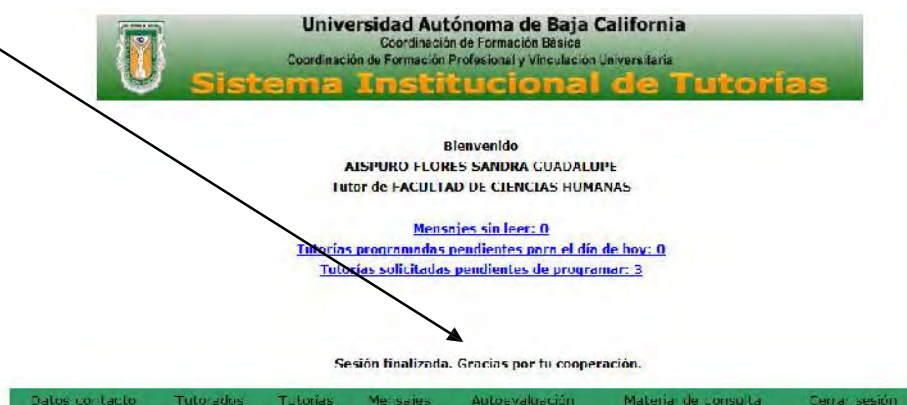 Universidad Autónoma de Baja California
Coordinación de Formación Básica
Coordinación de Formación Profesional y Vinculación Universitaria
Sistema Institucional de Tutorías
Bienvenido
AISPURO FLORES SANDRA GUADALUPE
Tutor de FACULTAD DE CIENCIAS HUMANAS
Mensajes sin leer: 0
Tutorías programadas pendientes para el día de hoy: 0
Tutorías solicitadas pendientes de programar: 3
Sesión finalizada. Gracias por tu cooperación.
Datos contacto Tutorados Tutorías Mensajes Autoevaluación Material de consulta Cerrar sesión